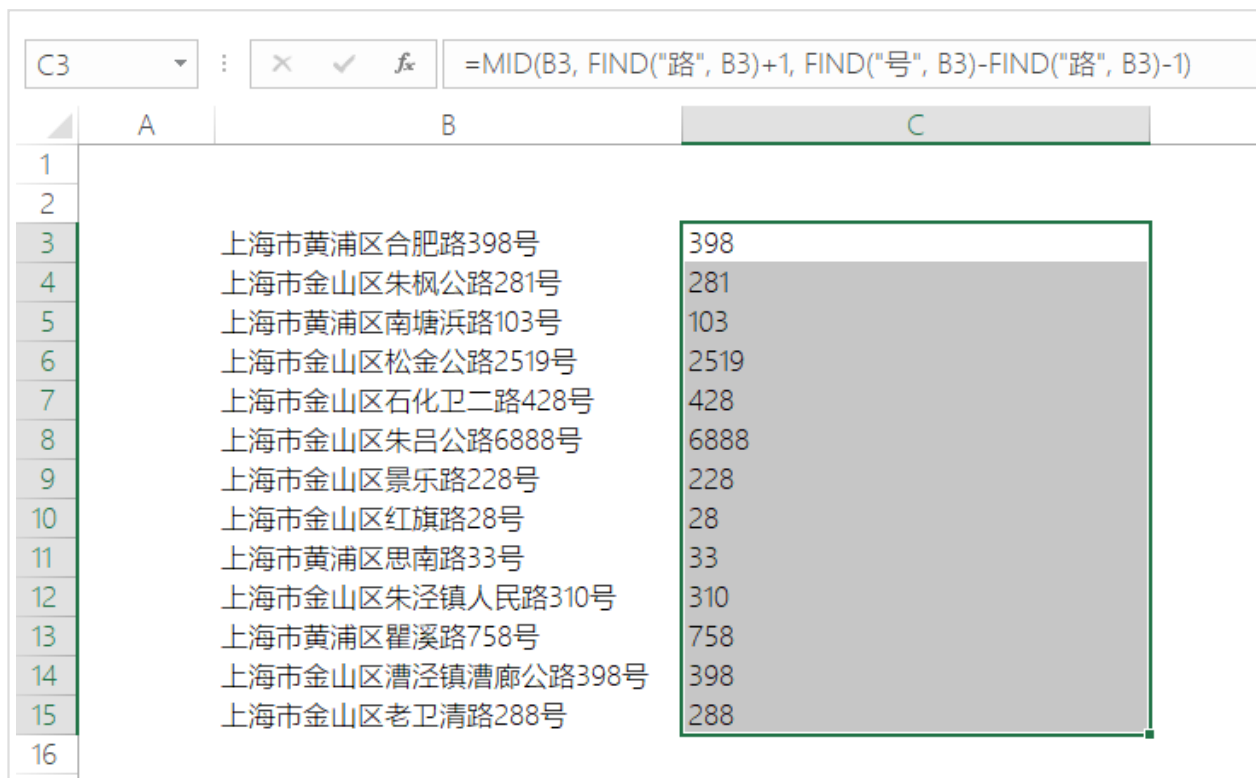 C3 fx =MID(B3, FIND("路", B3)+1, FIND("号", B3)-FIND("路", B3)-1)
A B C
1
2
3 上海市黄浦区合肥路398号 398
4 上海市金山区朱枫公路281号 281
5 上海市黄浦区南塘浜路103号 103
6 上海市金山区松金公路2519号 2519
7 上海市金山区石化卫二路428号 428
8 上海市金山区朱吕公路6888号 6888
9 上海市金山区景乐路228号 228
10 上海市金山区红旗路28号 28
11 上海市黄浦区思南路33号 33
12 上海市金山区朱泾镇人民路310号 310
13 上海市黄浦区瞿溪路758号 758
14 上海市金山区漕泾镇漕廊公路398号 398
15 上海市金山区老卫清路288号 288
16